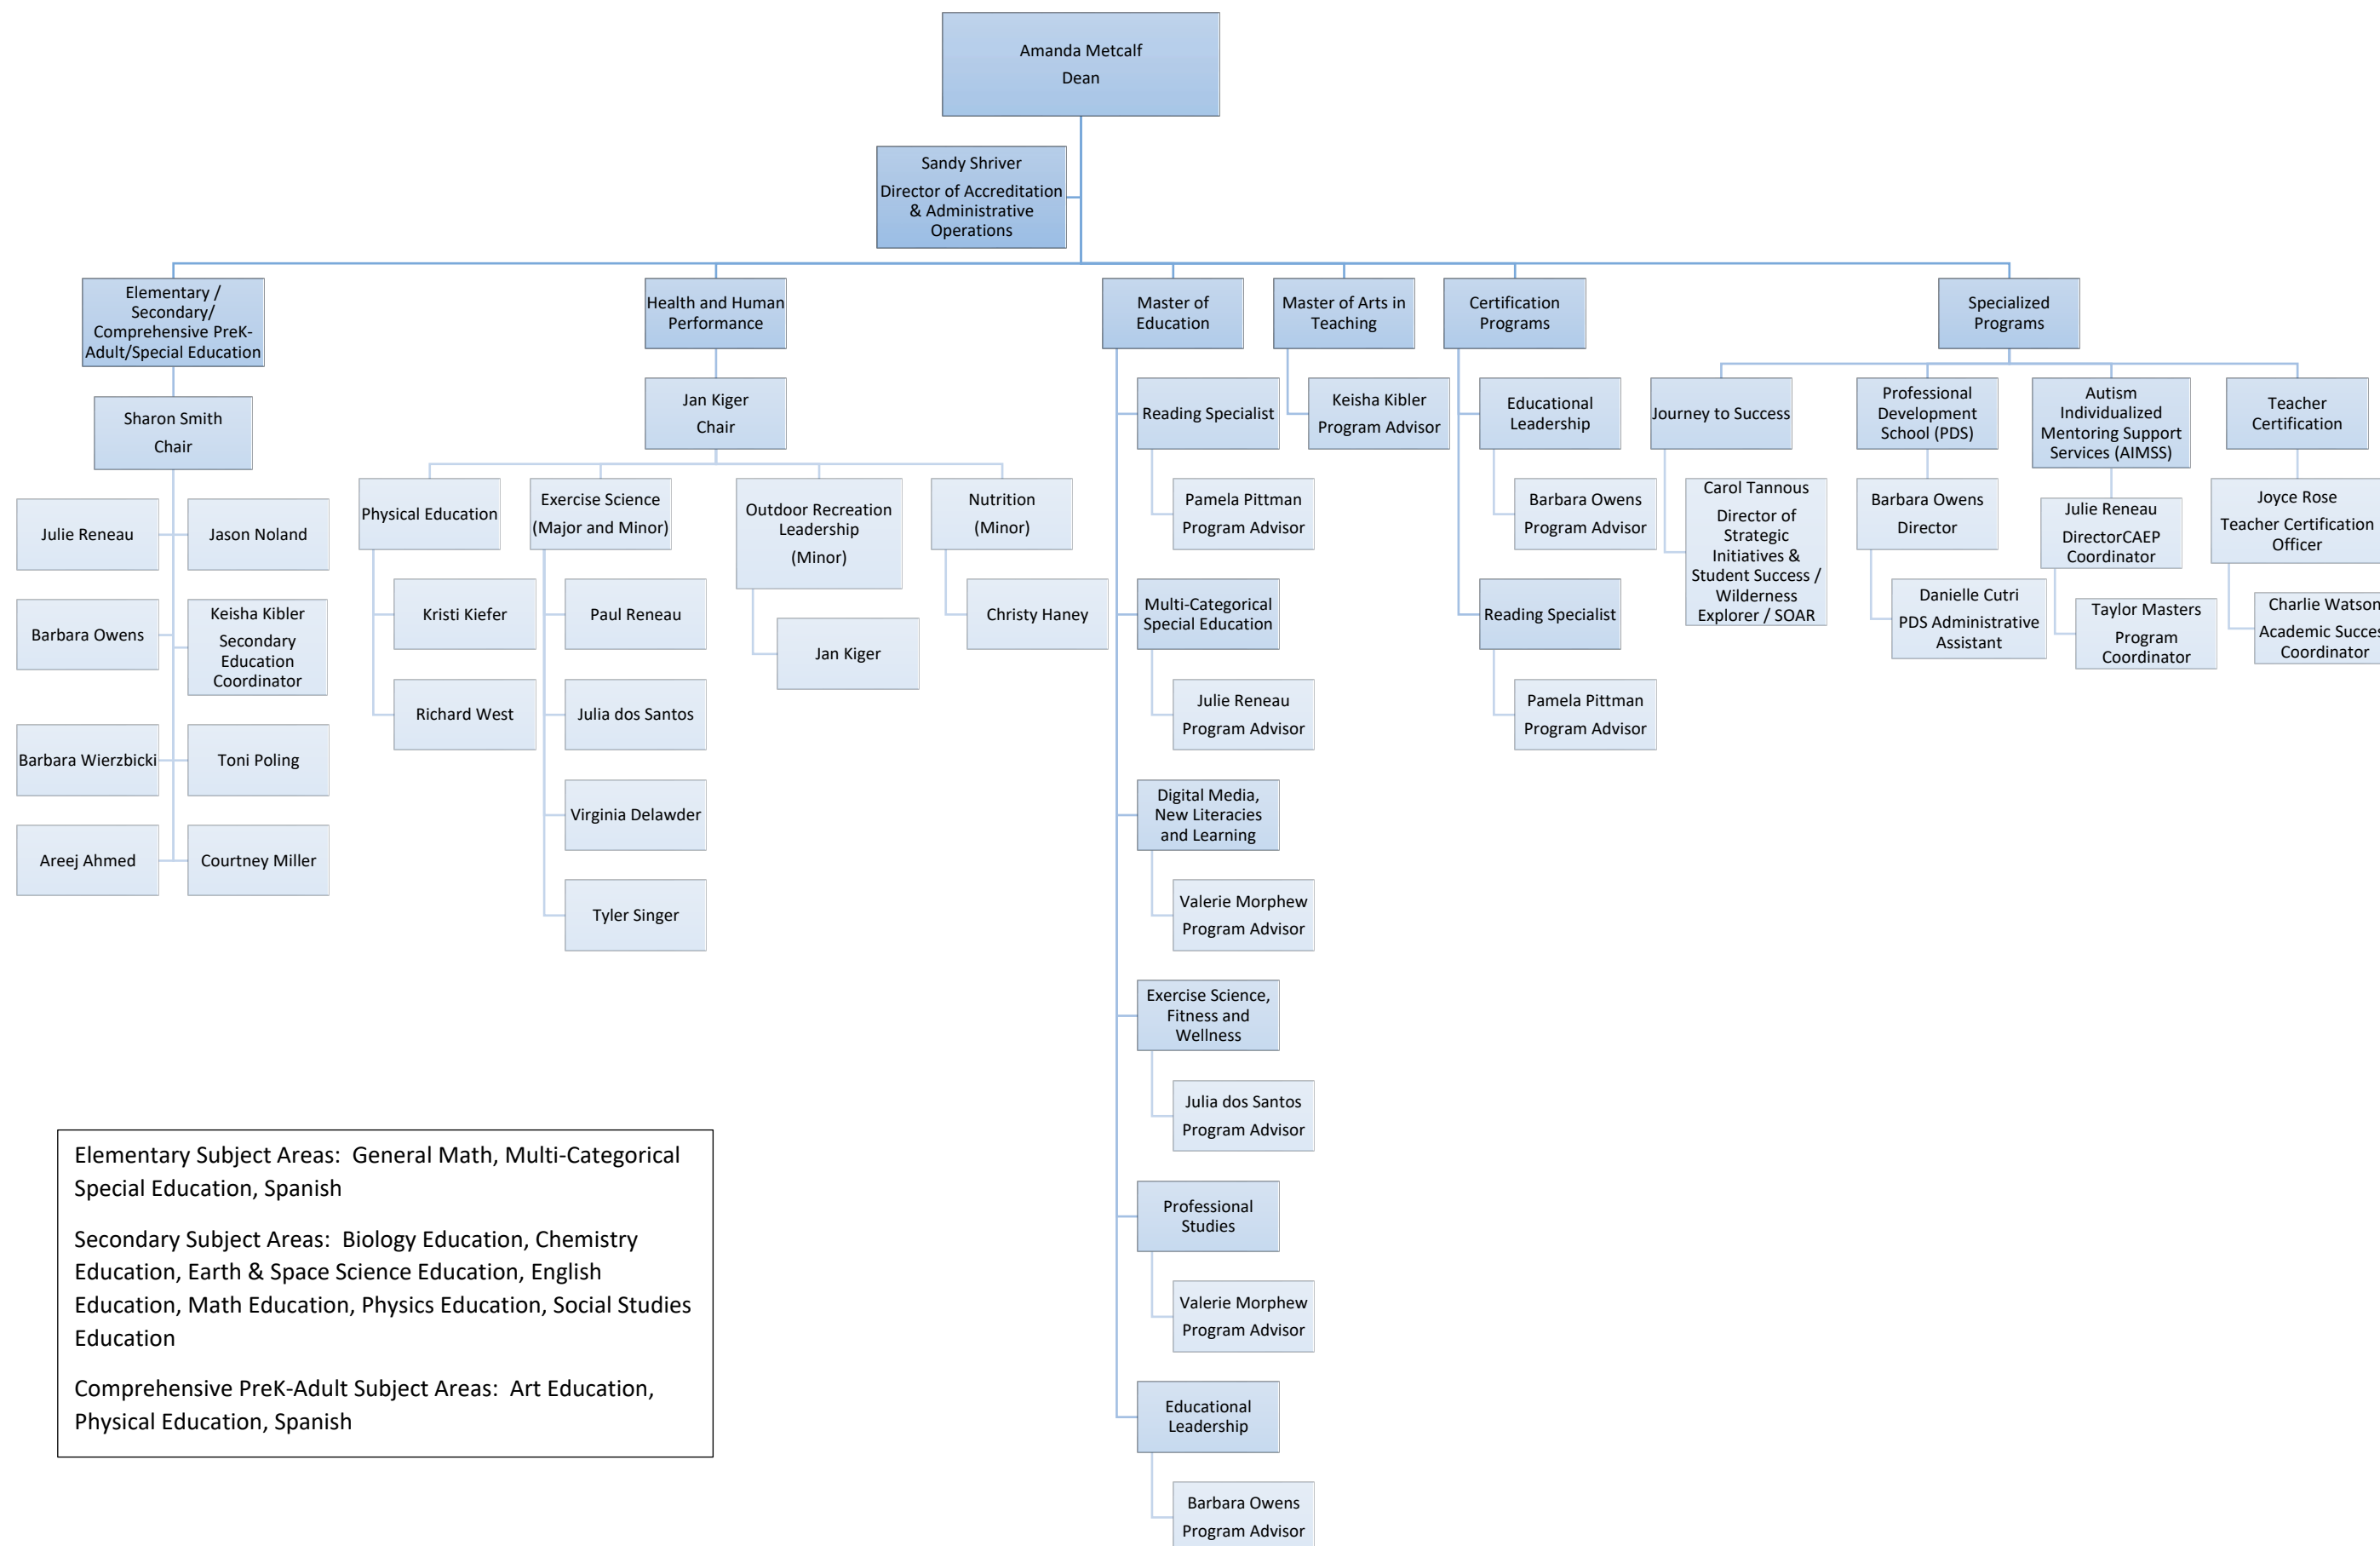 Amanda Metcalf
Dean
Sandy Shriver
Director of Accreditation
& Administrative
Operations
Elementary /
Secondary/
Comprehensive PreK-
Adult/Special Education
Sharon Smith
Chair
Julie Reneau
Jason Noland
Barbara Owens
Keisha Kibler
Secondary
Education
Coordinator
Barbara Wierzbicki
Toni Poling
Areej Ahmed
Courtney Miller
Health and Human
Performance
Jan Kiger
Chair
Physical Education
Kristi Kiefer
Richard West
Exercise Science
(Major and Minor)
Paul Reneau
Julia dos Santos
Virginia Delawder
Tyler Singer
Outdoor Recreation
Leadership
(Minor)
Jan Kiger
Nutrition
(Minor)
Christy Haney
Master of
Education
Reading Specialist
Pamela Pittman
Program Advisor
Multi-Categorical
Special Education
Julie Reneau
Program Advisor
Digital Media,
New Literacies
and Learning
Valerie Morphew
Program Advisor
Exercise Science,
Fitness and
Wellness
Julia dos Santos
Program Advisor
Professional
Studies
Valerie Morphew
Program Advisor
Educational
Leadership
Barbara Owens
Program Advisor
Master of Arts in
Teaching
Keisha Kibler
Program Advisor
Certification
Programs
Educational
Leadership
Barbara Owens
Program Advisor
Reading Specialist
Pamela Pittman
Program Advisor
Specialized
Programs
Journey to Success
Carol Tannous
Director of
Strategic
Initiatives &
Student Success /
Wilderness
Explorer / SOAR
Professional
Development
School (PDS)
Barbara Owens
Director
Danielle Cutri
PDS Administrative
Assistant
Autism
Individualized
Mentoring Support
Services (AIMSS)
Julie Reneau
DirectorCAEP
Coordinator
Taylor Masters
Program
Coordinator
Teacher
Certification
Joyce Rose
Teacher Certification
Officer
Charlie Watson
Academic Succes
Coordinator
Elementary Subject Areas:  General Math, Multi-Categorical
Special Education, Spanish
Secondary Subject Areas:  Biology Education, Chemistry
Education, Earth & Space Science Education, English
Education, Math Education, Physics Education, Social Studies
Education
Comprehensive PreK-Adult Subject Areas:  Art Education,
Physical Education, Spanish